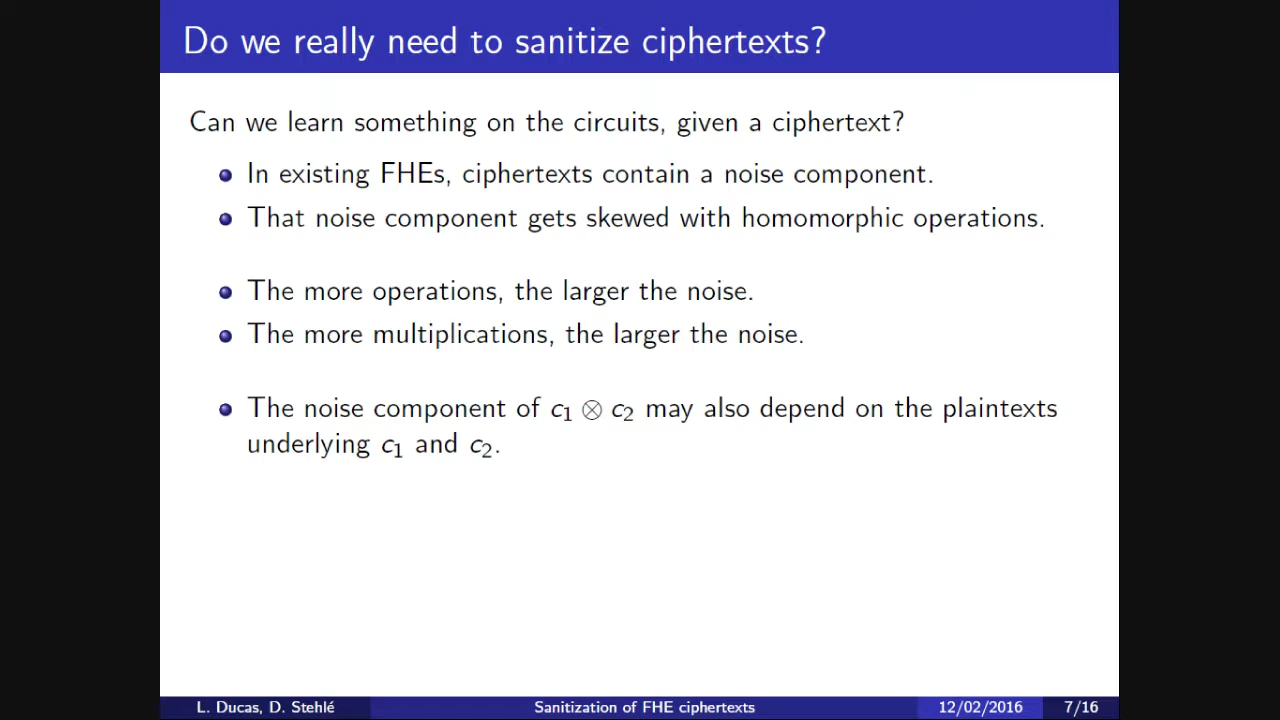 Do we really need to sanitize ciphertexts?
Can we learn something on the circuits, given a ciphertext?
In existing FHEs, ciphertexts contain a noise component.
That noise component gets skewed with homomorphic operations.
The more operations, the larger the noise.
The more multiplications, the larger the noise.
The noise component of c₁ ⊗ c₂ may also depend on the plaintexts
underlying c₁ and c₂.
L. Ducas, D. Stehlé Sanitization of FHE ciphertexts 12/02/2016 7/16